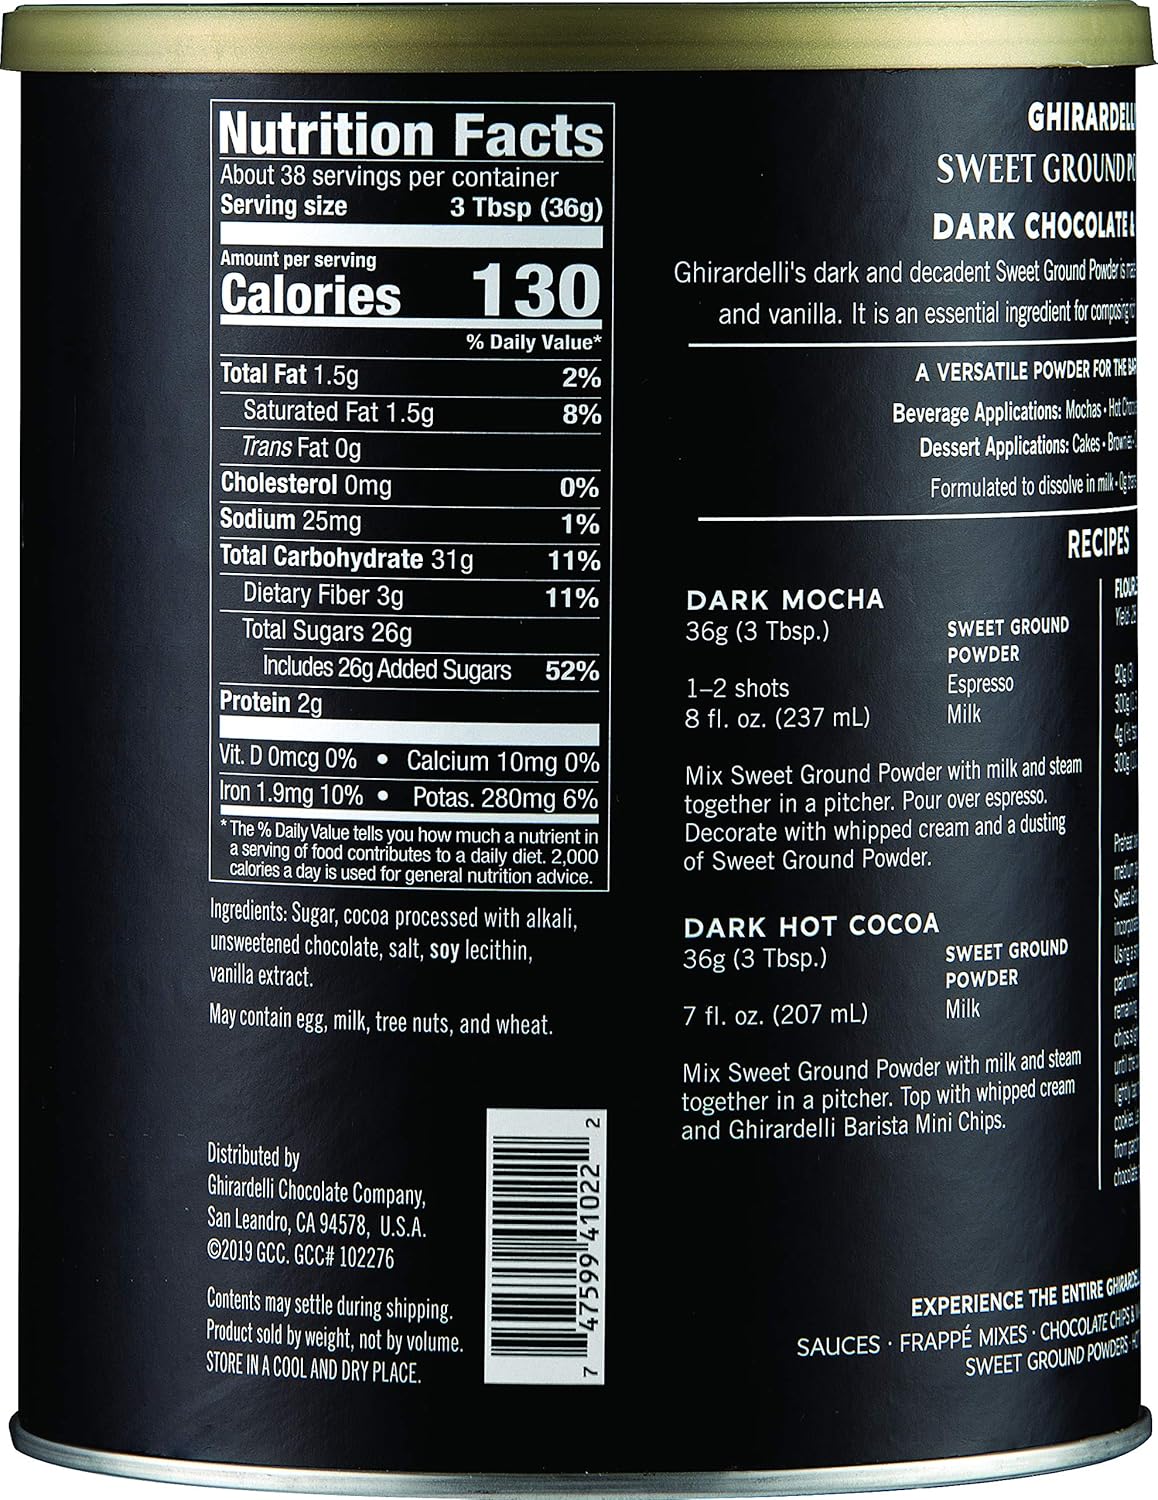 Nutrition Facts
About 38 servings per container
Serving size 3 Tbsp (36g)
Amount per serving
Calories 130
% Daily Value*
Total Fat 1.5g 2%
Saturated Fat 1.5g 8%
Trans Fat 0g
Cholesterol 0mg 0%
Sodium 25mg 1%
Total Carbohydrate 31g 11%
Dietary Fiber 3g 11%
Total Sugars 26g
Includes 26g Added Sugars 52%
Protein 2g
Vit. D 0mcg 0% • Calcium 10mg 0%
Iron 1.9mg 10% • Potas. 280mg 6%
* The % Daily Value tells you how much a nutrient in
a serving of food contributes to a daily diet. 2,000
calories a day is used for general nutrition advice.
Ingredients: Sugar, cocoa processed with alkali,
unsweetened chocolate, salt, soy lecithin,
vanilla extract.
May contain egg, milk, tree nuts, and wheat.
Distributed by
Ghirardelli Chocolate Company,
San Leandro, CA 94578, U.S.A.
©2019 GCC. GCC# 102276
Contents may settle during shipping.
Product sold by weight, not by volume.
STORE IN A COOL AND DRY PLACE.
7 47599 41022 2
GHIRARDELLI
SWEET GROUND
DARK CHOCOLATE &
Ghirardelli's dark and decadent Sweet Ground Powder is
and vanilla. It is an essential ingredient for composing
A VERSATILE POWDER FOR THE
Beverage Applications: Mochas • Hot
Dessert Applications: Cakes •
Formulated to dissolve in milk • 0g
RECIPES
DARK MOCHA
36g (3 Tbsp.) SWEET GROUND
POWDER
1–2 shots Espresso
8 fl. oz. (237 mL) Milk
Mix Sweet Ground Powder with milk and steam
together in a pitcher. Pour over espresso.
Decorate with whipped cream and a dusting
of Sweet Ground Powder.
DARK HOT COCOA
36g (3 Tbsp.) SWEET GROUND
POWDER
7 fl. oz. (207 mL) Milk
Mix Sweet Ground Powder with milk and steam
together in a pitcher. Top with whipped cream
and Ghirardelli Barista Mini Chips.
EXPERIENCE THE ENTIRE
SAUCES · FRAPPÉ MIXES · CHOCOLATE CHIPS &
SWEET GROUND POWDERS ·